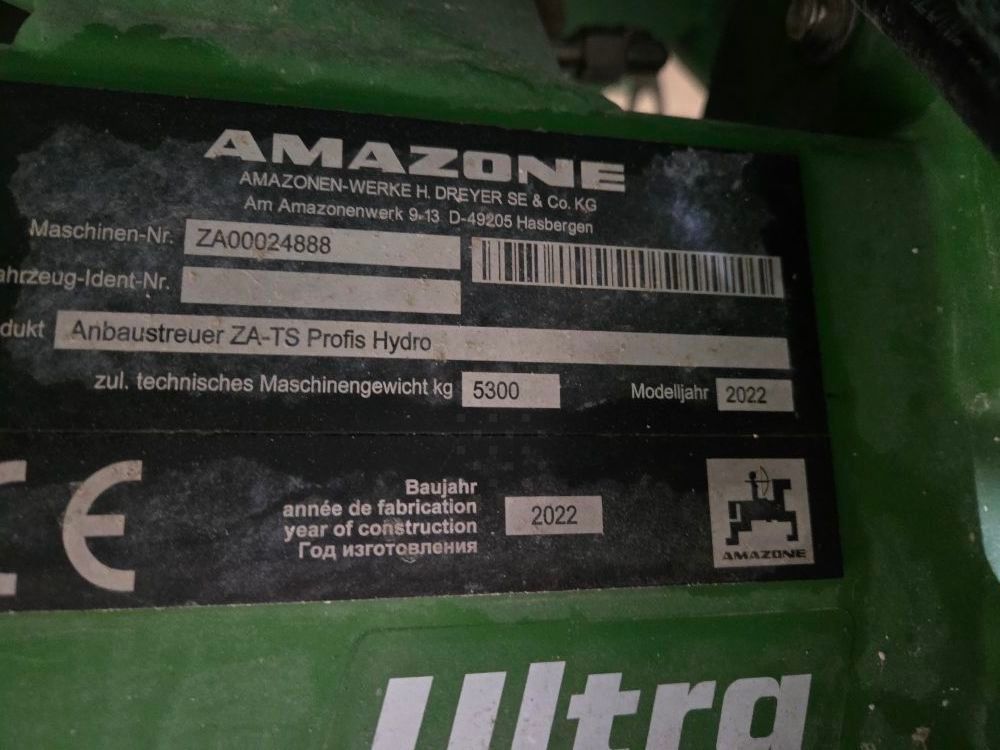 AMAZONE
AMAZONEN-WERKE H. DREYER SE & Co. KG
Am Amazonenwerk 9-13 D-49205 Hasbergen
Maschinen-Nr. ZA00024888
ahrzeug-Ident-Nr.
dukt Anbaustreuer ZA-TS Profis Hydro
zul. technisches Maschinengewicht kg 5300 Modelljahr 2022
CE
Baujahr
année de fabrication
year of construction 2022
Год изготовления
AMAZONE
Ultra